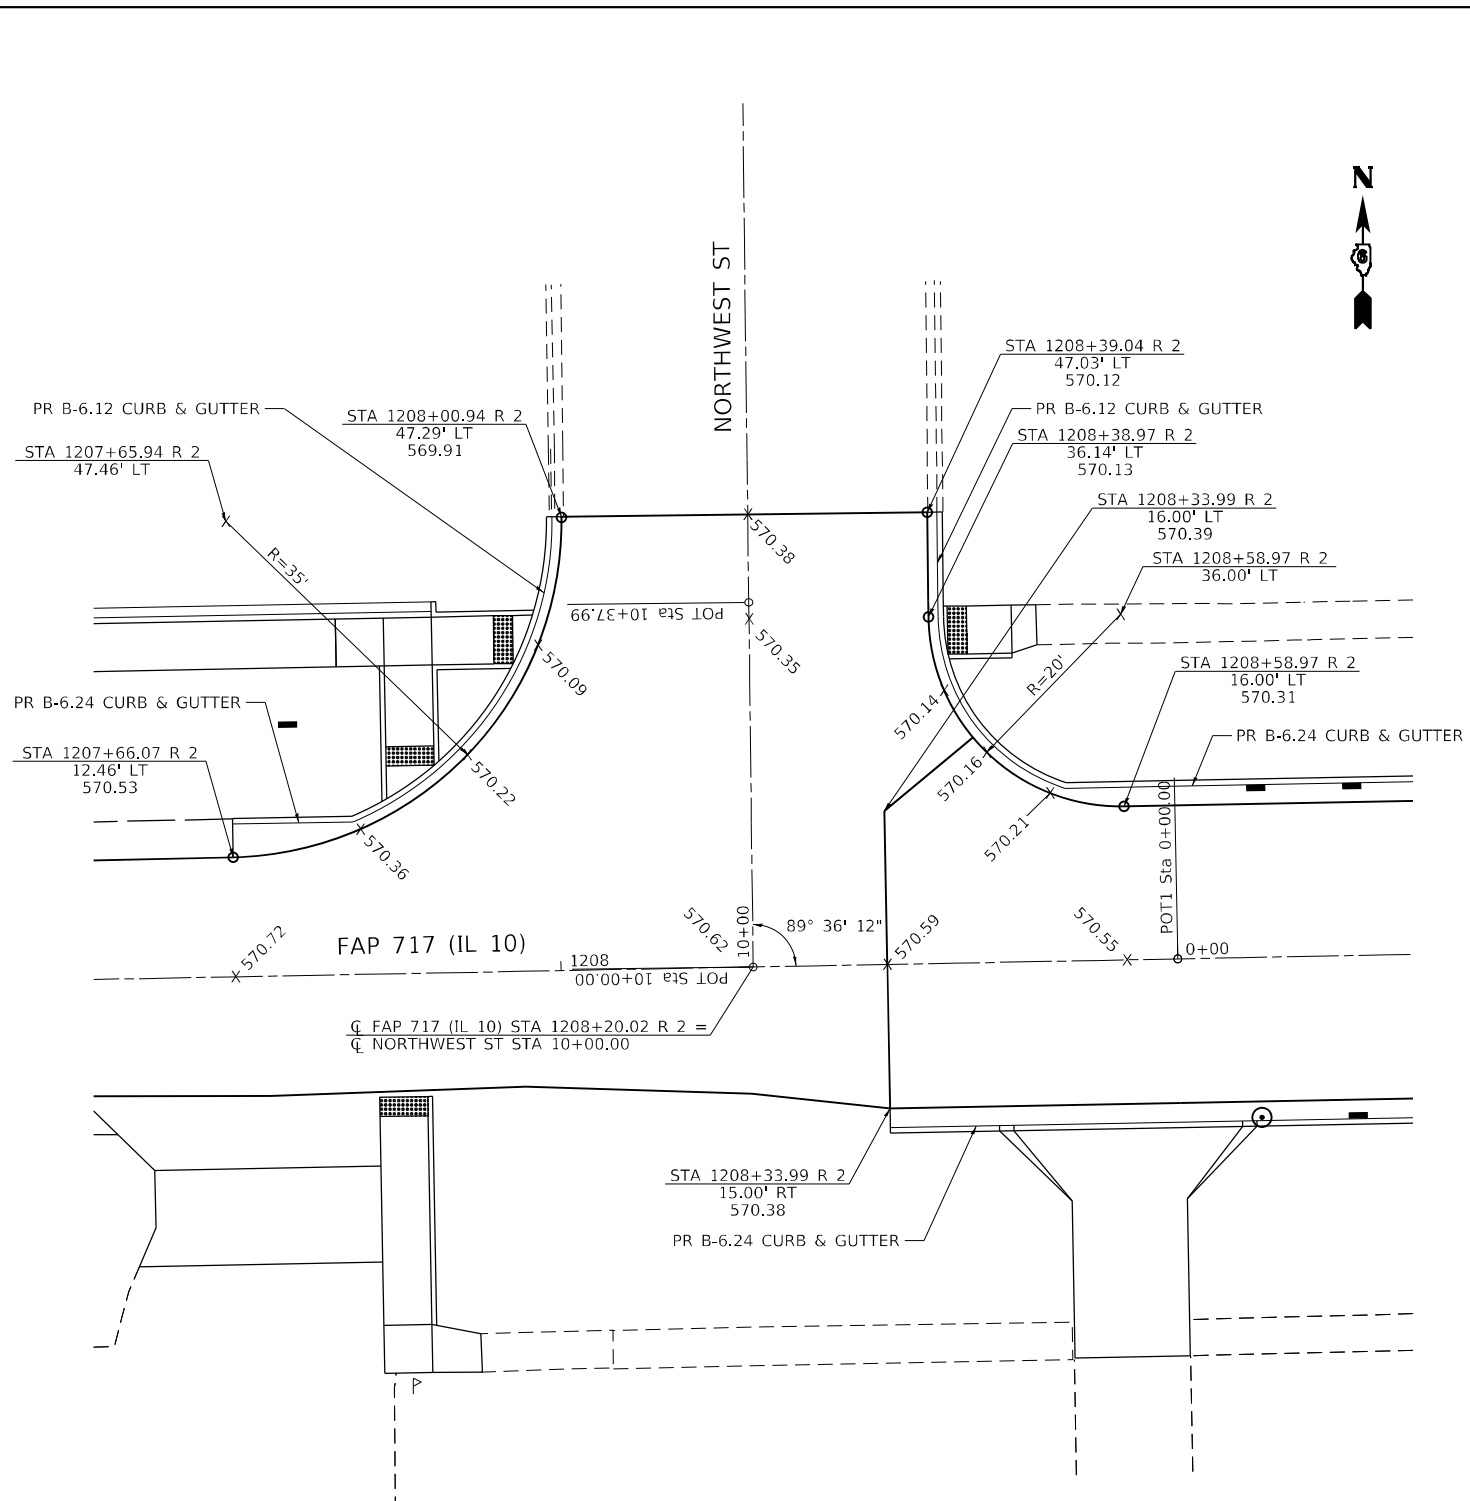 N
6
NORTHWEST ST
STA 1208+39.04 R 2
47.03' LT
570.12
PR B-6.12 CURB & GUTTER
STA 1208+00.94 R 2
47.29' LT
569.91
PR B-6.12 CURB & GUTTER
STA 1208+38.97 R 2
36.14' LT
570.13
STA 1207+65.94 R 2
47.46' LT
STA 1208+33.99 R 2
16.00' LT
570.39
570.38
R=35'
STA 1208+58.97 R 2
36.00' LT
POT Sta 10+37.99
570.35
570.09
R=20'
STA 1208+58.97 R 2
16.00' LT
570.31
PR B-6.24 CURB & GUTTER
570.14
PR B-6.24 CURB & GUTTER
STA 1207+66.07 R 2
12.46' LT
570.53
570.22
570.16
570.21
570.36
POT1 Sta 0+00.00
570.72
FAP 717 (IL 10)
570.62
10+00
89° 36' 12"
570.59
570.55
0+00
1208
POT Sta 10+00.00
℄ FAP 717 (IL 10) STA 1208+20.02 R 2 =
℄ NORTHWEST ST STA 10+00.00
STA 1208+33.99 R 2
15.00' RT
570.38
PR B-6.24 CURB & GUTTER